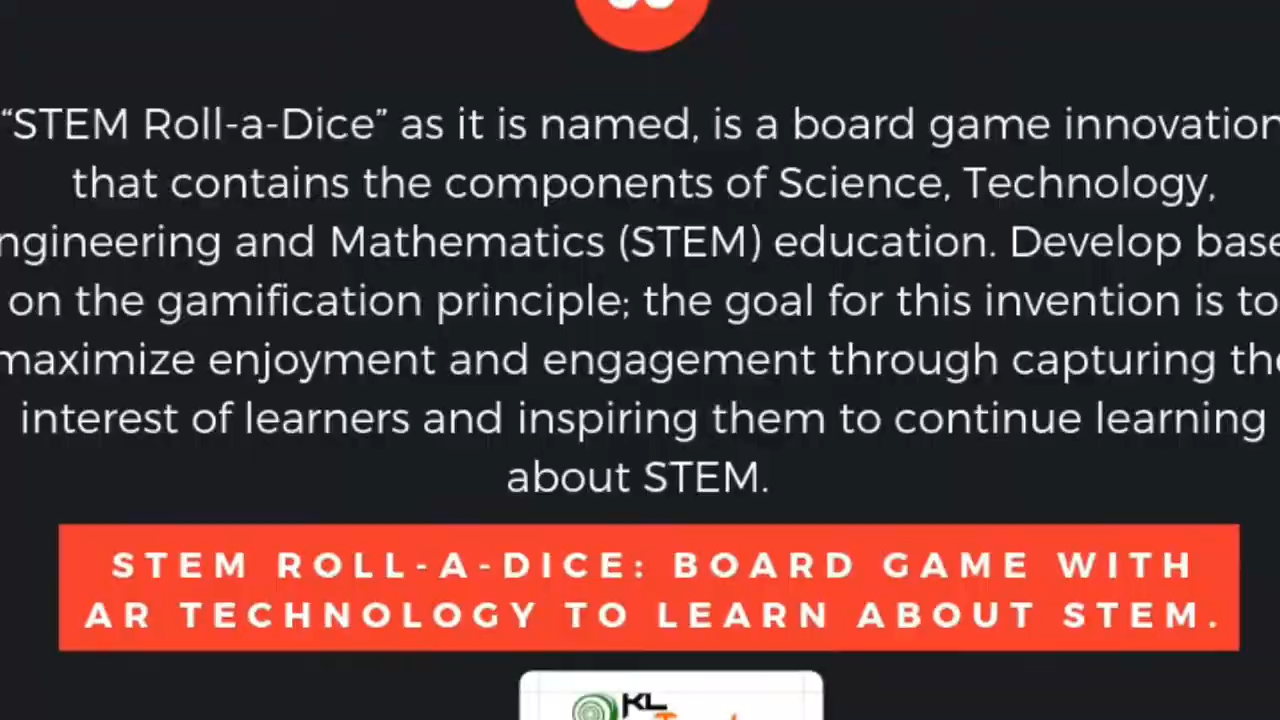 “STEM Roll-a-Dice” as it is named, is a board game innovation
that contains the components of Science, Technology,
ngineering and Mathematics (STEM) education. Develop base
on the gamification principle; the goal for this invention is to
maximize enjoyment and engagement through capturing the
interest of learners and inspiring them to continue learning
about STEM.
STEM ROLL-A-DICE: BOARD GAME WITH
AR TECHNOLOGY TO LEARN ABOUT STEM.
KL